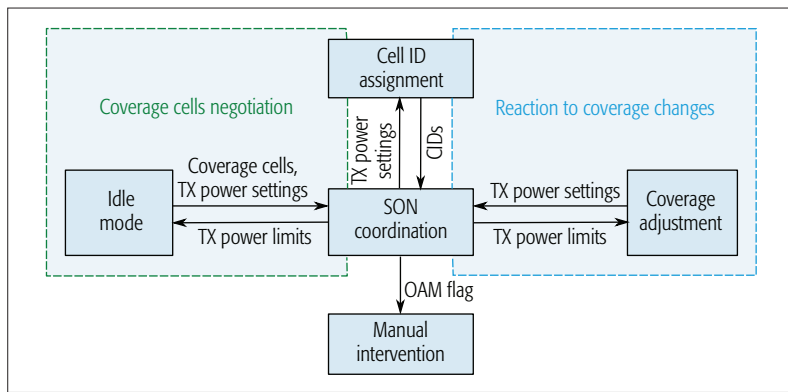 Cell ID
assignment
Coverage cells negotiation
Reaction to coverage changes
TX power
settings
CIDs
Coverage cells,
TX power settings
TX power settings
Idle
mode
SON
coordination
Coverage
adjustment
TX power limits
TX power limits
OAM flag
Manual
intervention